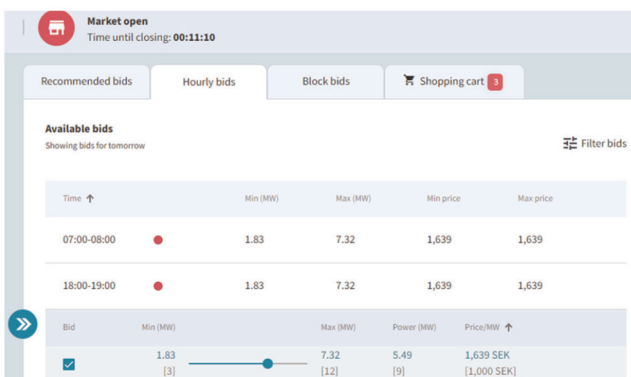 Market open
Time until closing: 00:11:10
Recommended bids Hourly bids Block bids Shopping cart 3
Available bids
Showing bids for tomorrow
Filter bids
Time ↑ Min (MW) Max (MW) Min price Max price
07:00-08:00 1.83 7.32 1,639 1,639
18:00-19:00 1.83 7.32 1,639 1,639
Bid Min (MW) Max (MW) Power (MW) Price/MW ↑
1.83 7.32 5.49 1,639 SEK
[3] [12] [9] [1,000 SEK]